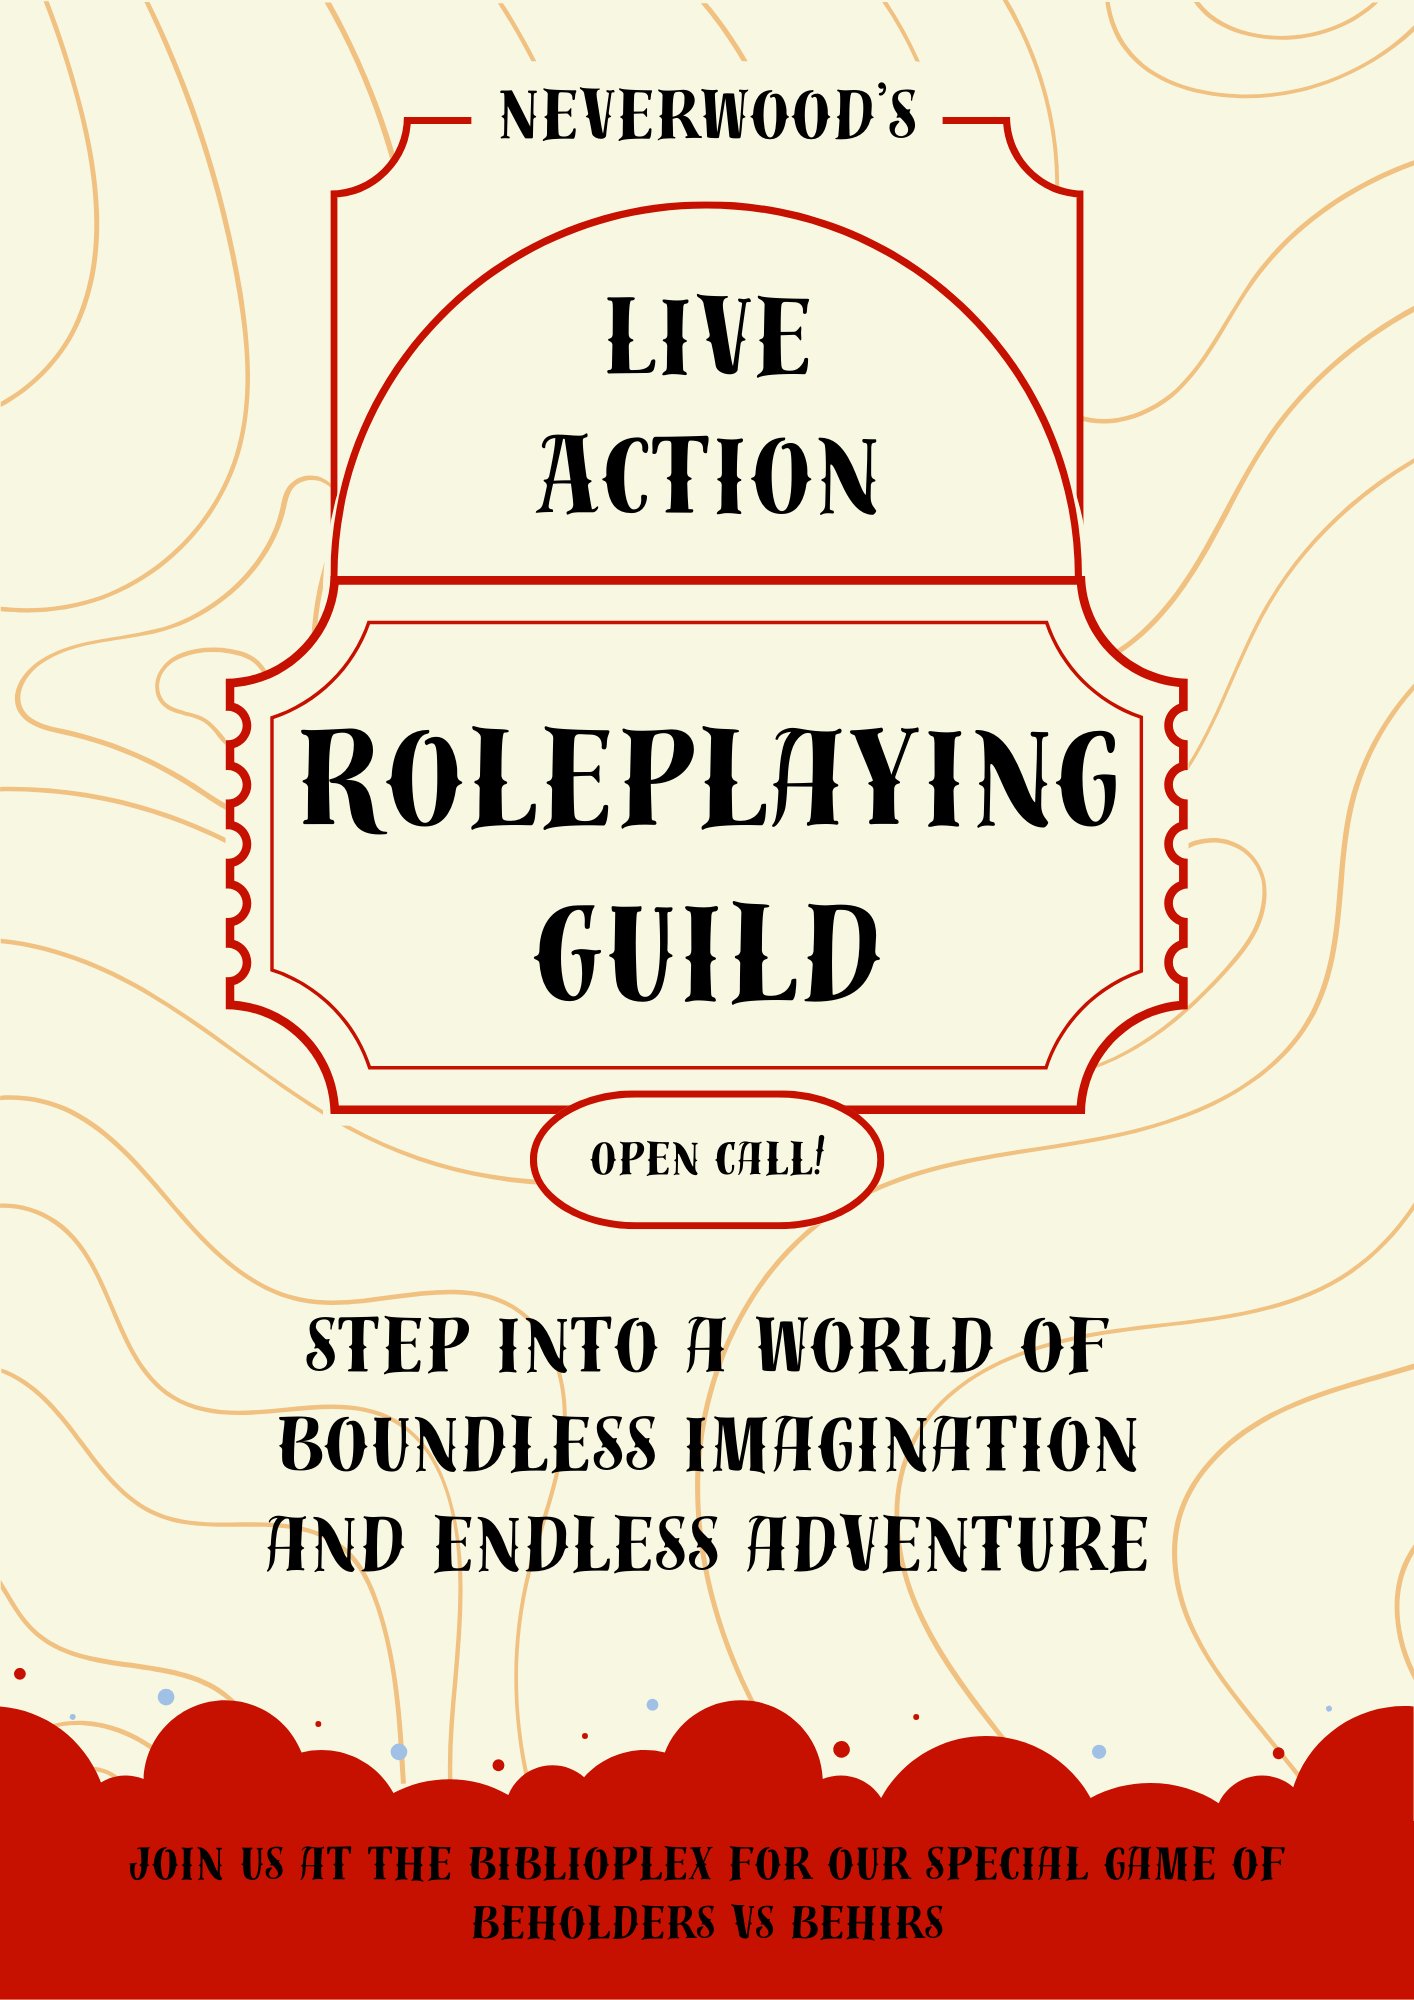 NEVERWOOD'S
LIVE
ACTION
ROLEPLAYING
GUILD
OPEN CALL!
STEP INTO A WORLD OF
BOUNDLESS IMAGINATION
AND ENDLESS ADVENTURE
JOIN US AT THE BIBLIOPLEX FOR OUR SPECIAL GAME OF
BEHOLDERS VS BEHIRS